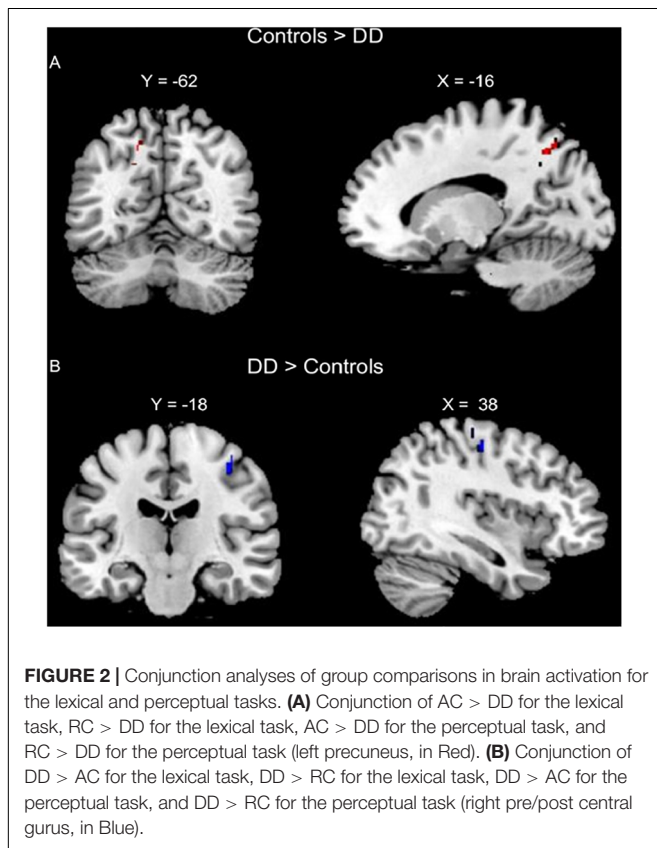 Controls > DD
A
Y = -62 X = -16
B
DD > Controls
Y = -18 X = 38
FIGURE 2 | Conjunction analyses of group comparisons in brain activation for
the lexical and perceptual tasks. (A) Conjunction of AC > DD for the lexical
task, RC > DD for the lexical task, AC > DD for the perceptual task, and
RC > DD for the perceptual task (left precuneus, in Red). (B) Conjunction of
DD > AC for the lexical task, DD > RC for the lexical task, DD > AC for the
perceptual task, and DD > RC for the perceptual task (right pre/post central
gurus, in Blue).